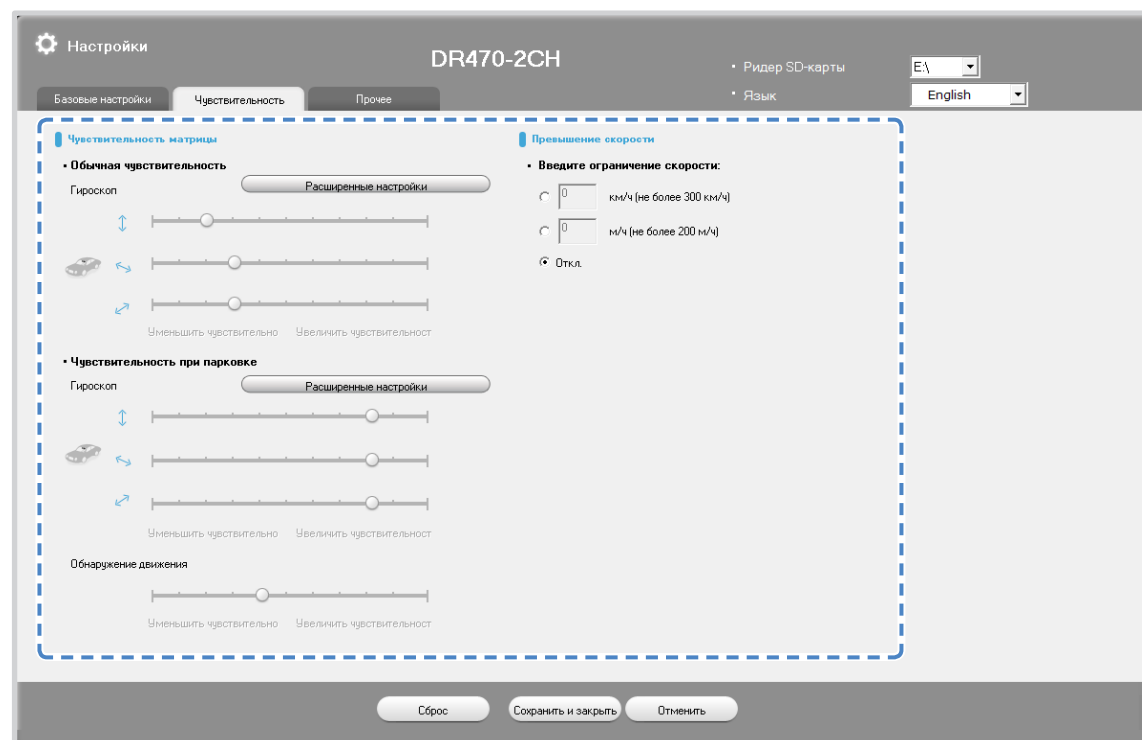 Настройки
DR470-2CH
Ридер SD-карты
E:\
Язык
English
Базовые настройки
Чувствительность
Прочее
Чувствительность матрицы
Обычная чувствительность
Гироскоп
Расширенные настройки
Уменьшить чувствительно
Увеличить чувствительност
Чувствительность при парковке
Гироскоп
Расширенные настройки
Уменьшить чувствительно
Увеличить чувствительност
Обнаружение движения
Уменьшить чувствительно
Увеличить чувствительност
Превышение скорости
Введите ограничение скорости:
0 км/ч (не более 300 км/ч)
0 м/ч (не более 200 м/ч)
Откл.
Сброс
Сохранить и закрыть
Отменить